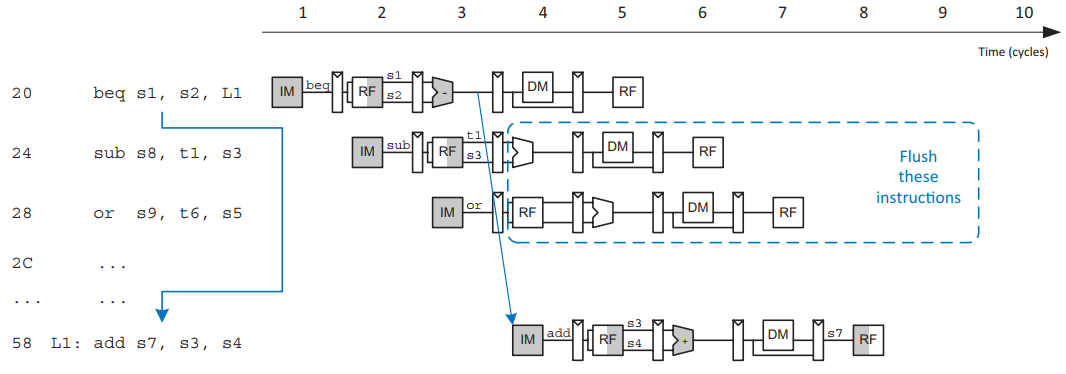 1 2 3 4 5 6 7 8 9 10
Time (cycles)
20 beq s1, s2, L1 IM beq RF s1 s2 - DM RF
24 sub s8, t1, s3 IM sub RF t1 s3 DM RF
Flush
these
instructions
28 or s9, t6, s5 IM or RF DM RF
2C ...
... ...
58 L1: add s7, s3, s4 IM add RF s3 s4 + DM s7 RF